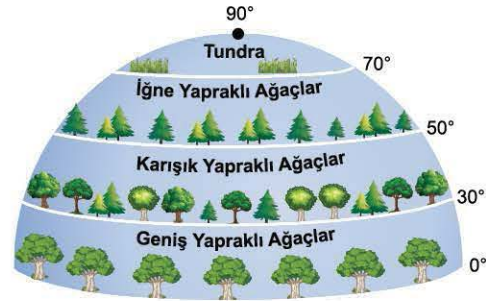 90°
Tundra
70°
İğne Yapraklı Ağaçlar
50°
Karışık Yapraklı Ağaçlar
30°
Geniş Yapraklı Ağaçlar
0°